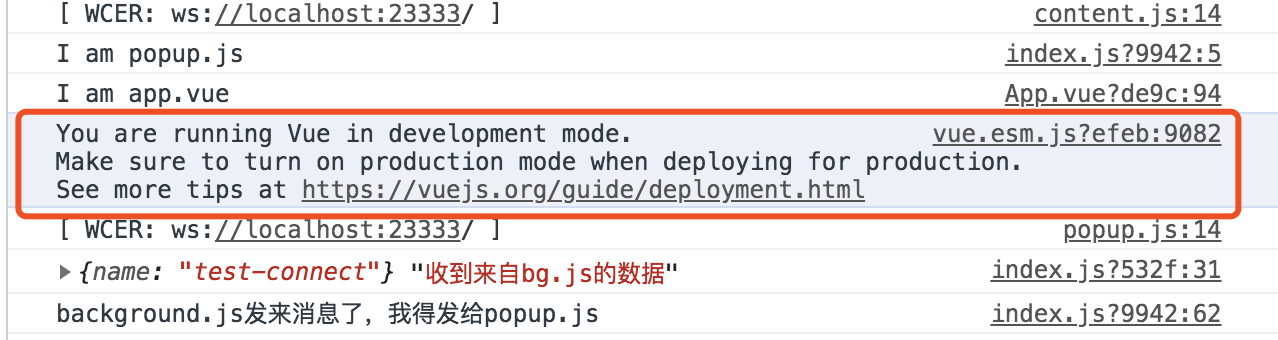 [ WCER: ws://localhost:23333/ ] content.js:14
I am popup.js index.js?9942:5
I am app.vue App.vue?de9c:94
You are running Vue in development mode. vue.esm.js?efeb:9082
Make sure to turn on production mode when deploying for production.
See more tips at https://vuejs.org/guide/deployment.html
[ WCER: ws://localhost:23333/ ] popup.js:14
▶{name: "test-connect"} "收到来自bg.js的数据" index.js?532f:31
background.js发来消息了，我得发给popup.js index.js?9942:62